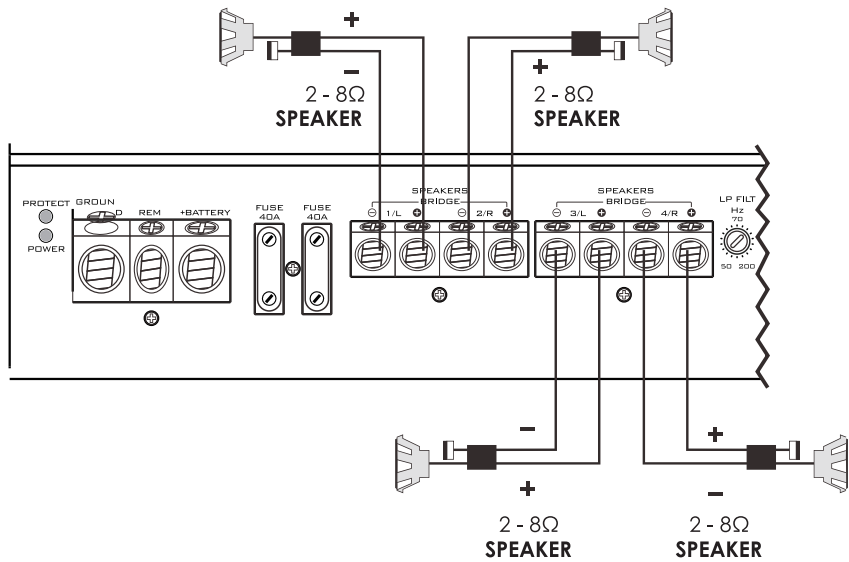 + 
−
+
2 - 8Ω
SPEAKER
2 - 8Ω
SPEAKER
PROTECT
POWER
GROUN
D
REM
+BATTERY
FUSE
40A
FUSE
40A
SPEAKERS
BRIDGE
⊖ 1/L ⊕ ⊖ 2/R ⊕
SPEAKERS
BRIDGE
⊖ 3/L ⊕ ⊖ 4/R ⊕
LP FILT
Hz
70
50 200
−
+
+
−
2 - 8Ω
SPEAKER
2 - 8Ω
SPEAKER